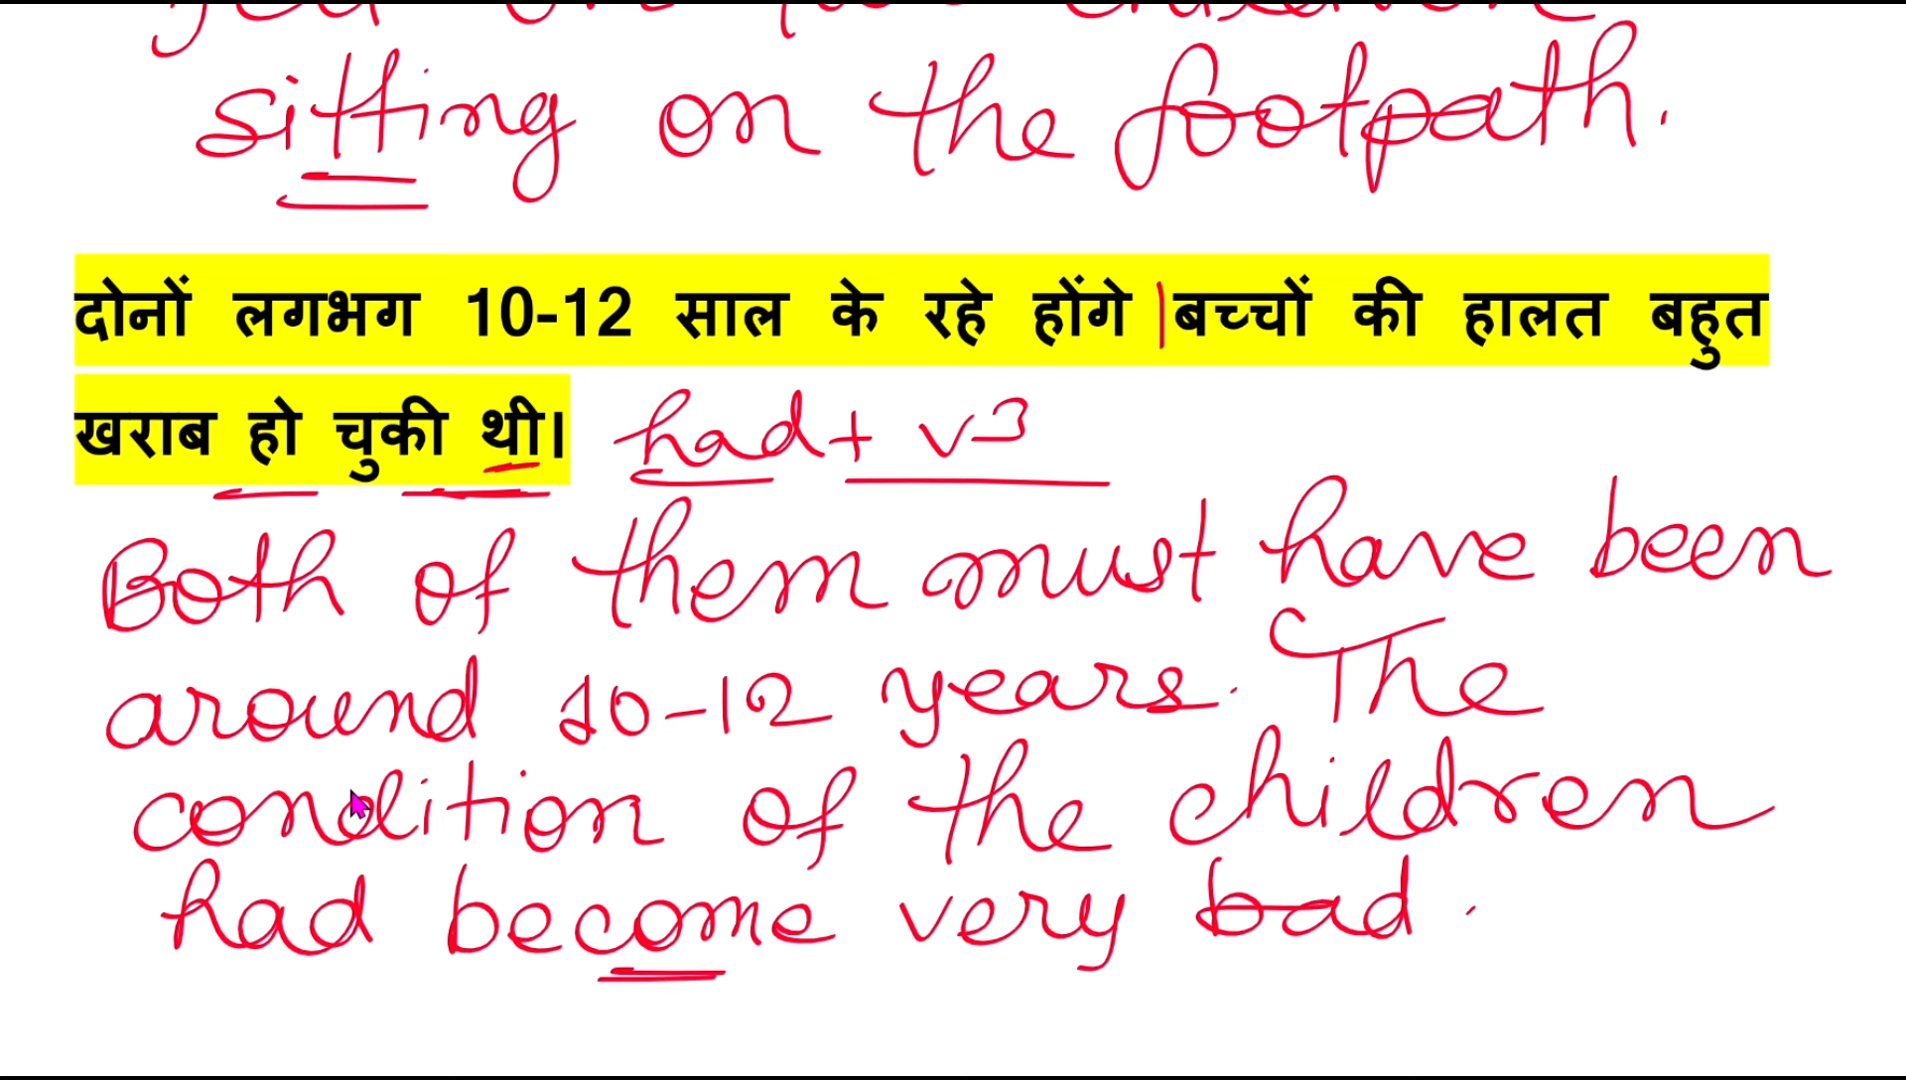 sitting on the footpath.
दोनों लगभग 10-12 साल के रहे होंगे |बच्चों की हालत बहुत
खराब हो चुकी थी। had + v3
Both of them must have been
around 10-12 years. The
condition of the children
had become very bad.